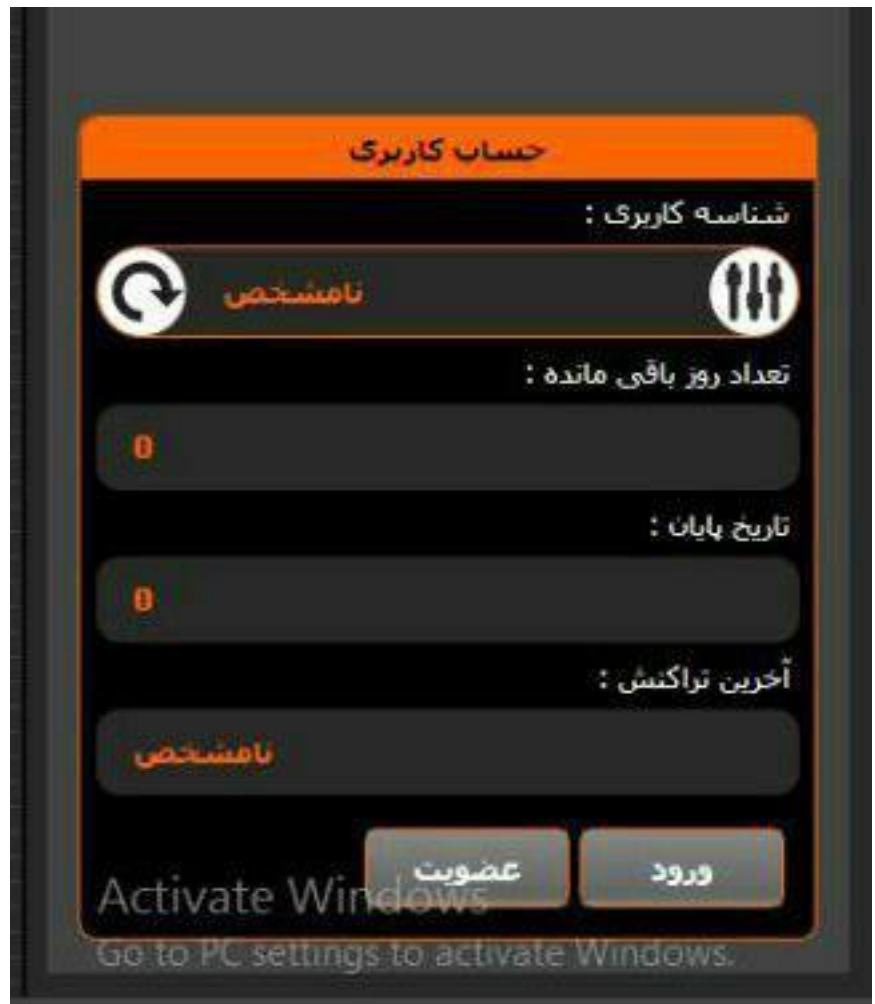 حساب کاربری
شناسه کاربری :
نامشخص
تعداد روز باقی مانده :
0
تاریخ پایان :
0
آخرین تراکنش :
نامشخص
ورود عضویت
Activate Windows
Go to PC settings to activate Windows.